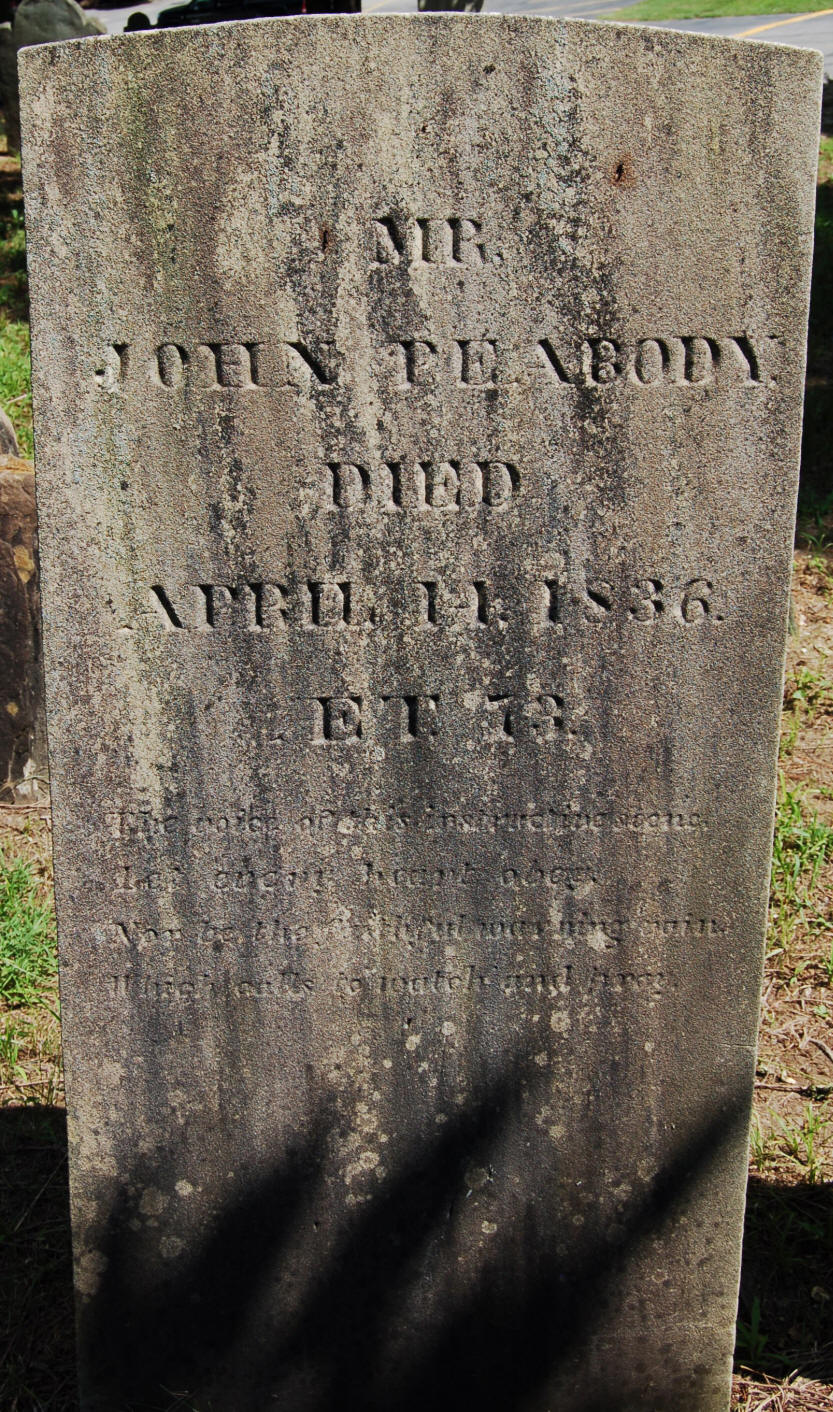 MR.
JOHN PEABODY.
DIED
APRIL 14. 1836.
ÆT. 73.
The voice of this instructive scene,
Let every heart obey,
Nor be the faithful warning vain,
Which calls to watch and pray.